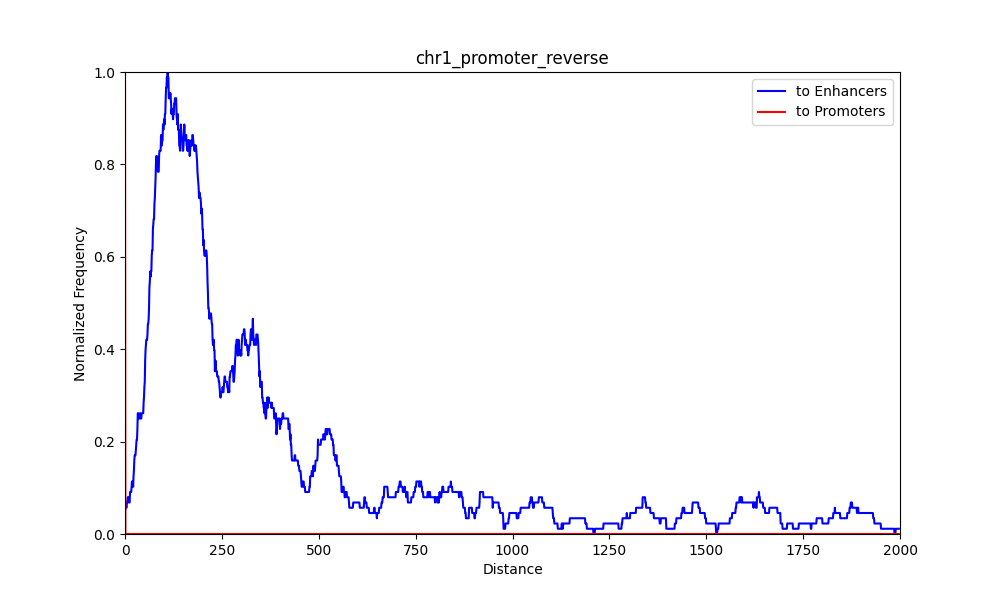 chr1_promoter_reverse
to Enhancers
to Promoters
Normalized Frequency
1.0
0.8
0.6
0.4
0.2
0.0
0 250 500 750 1000 1250 1500 1750 2000
Distance